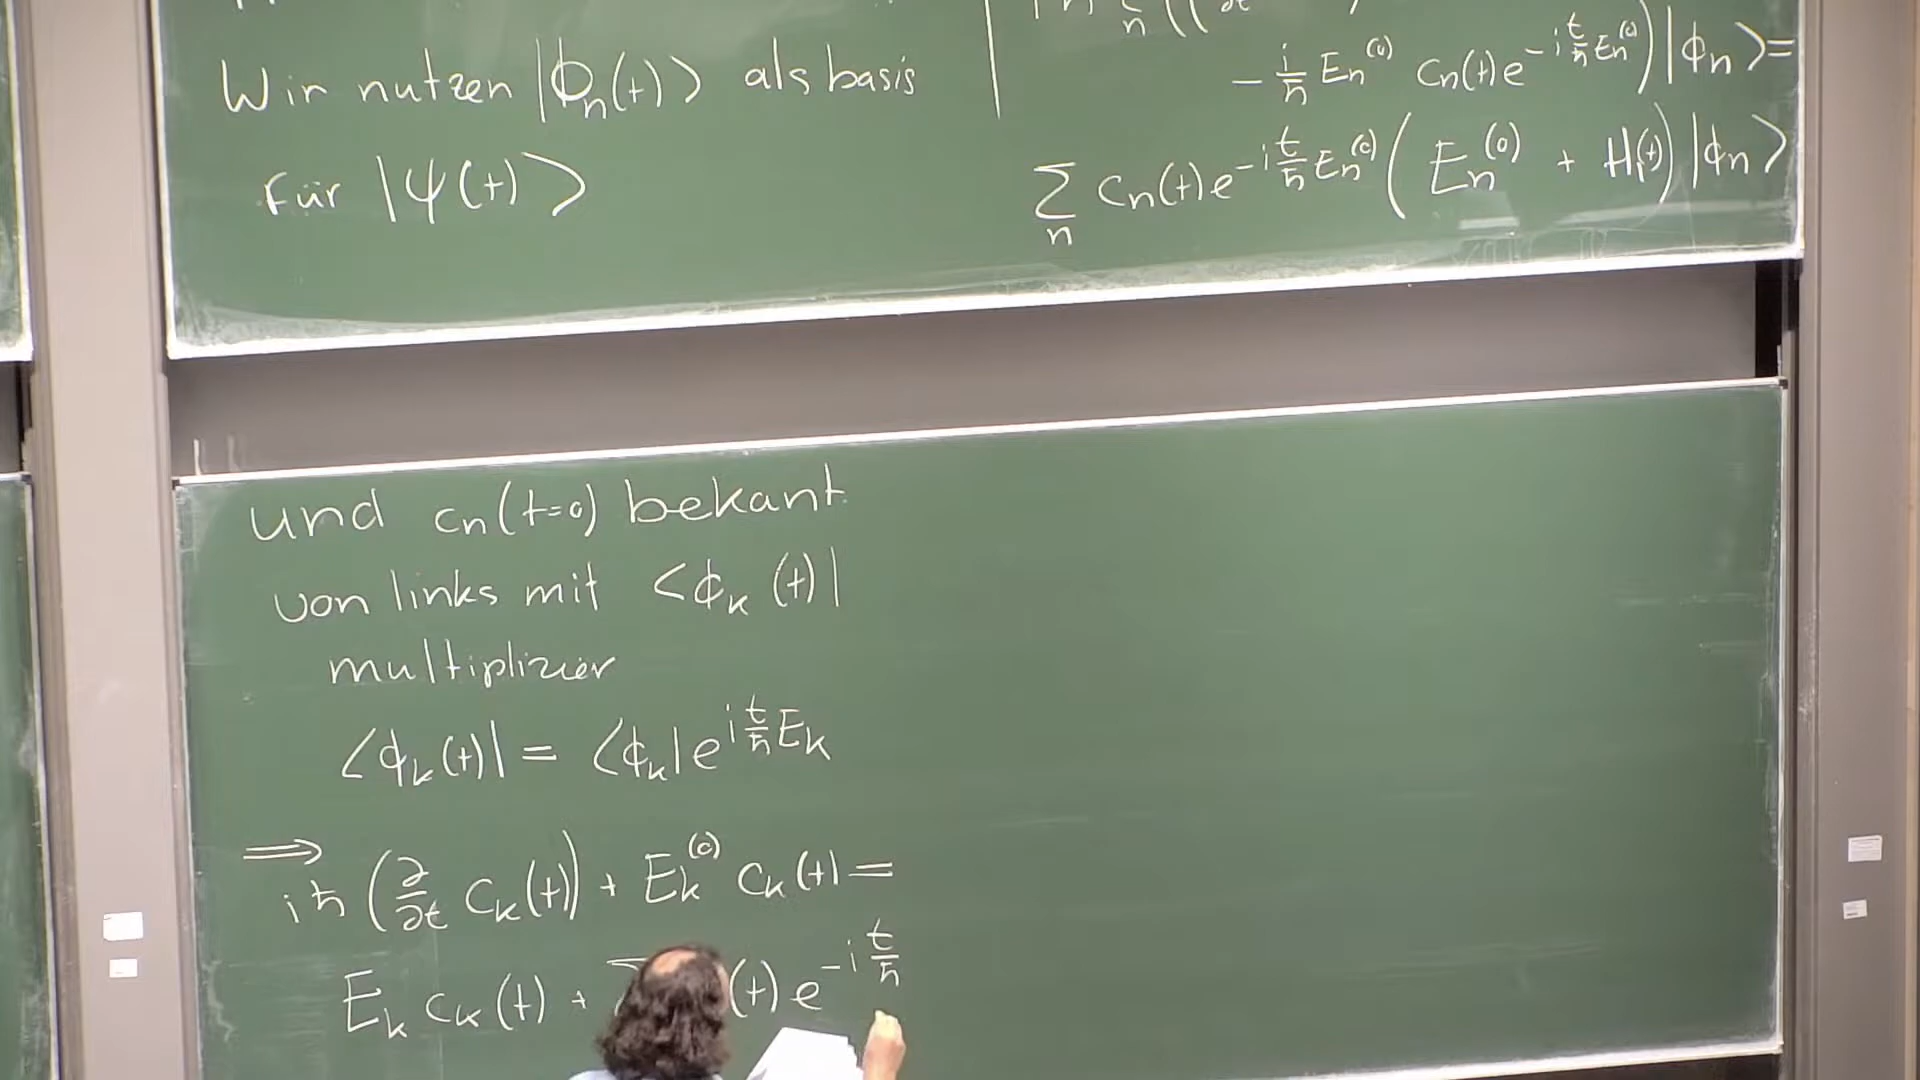 Wir nutzen |ϕₙ(t)> als basis
für |ψ(t)>
- i/ħ Eₙ⁽⁰⁾ cₙ(t) e^{-i t/ħ Eₙ⁽⁰⁾}) |ϕₙ> =
∑ₙ cₙ(t) e^{-i t/ħ Eₙ⁽⁰⁾} ( Eₙ⁽⁰⁾ + H₁(t) ) |ϕₙ>
und cₙ(t=0) bekant
von links mit <ϕₖ(t)|
multiplizier
<ϕₖ(t)| = <ϕₖ| e^{i t/ħ Eₖ}
⟹
iħ (∂/∂t cₖ(t)) + Eₖ⁽⁰⁾ cₖ(t) =
Eₖ cₖ(t) + ∑ (t) e^{-i t/ħ}